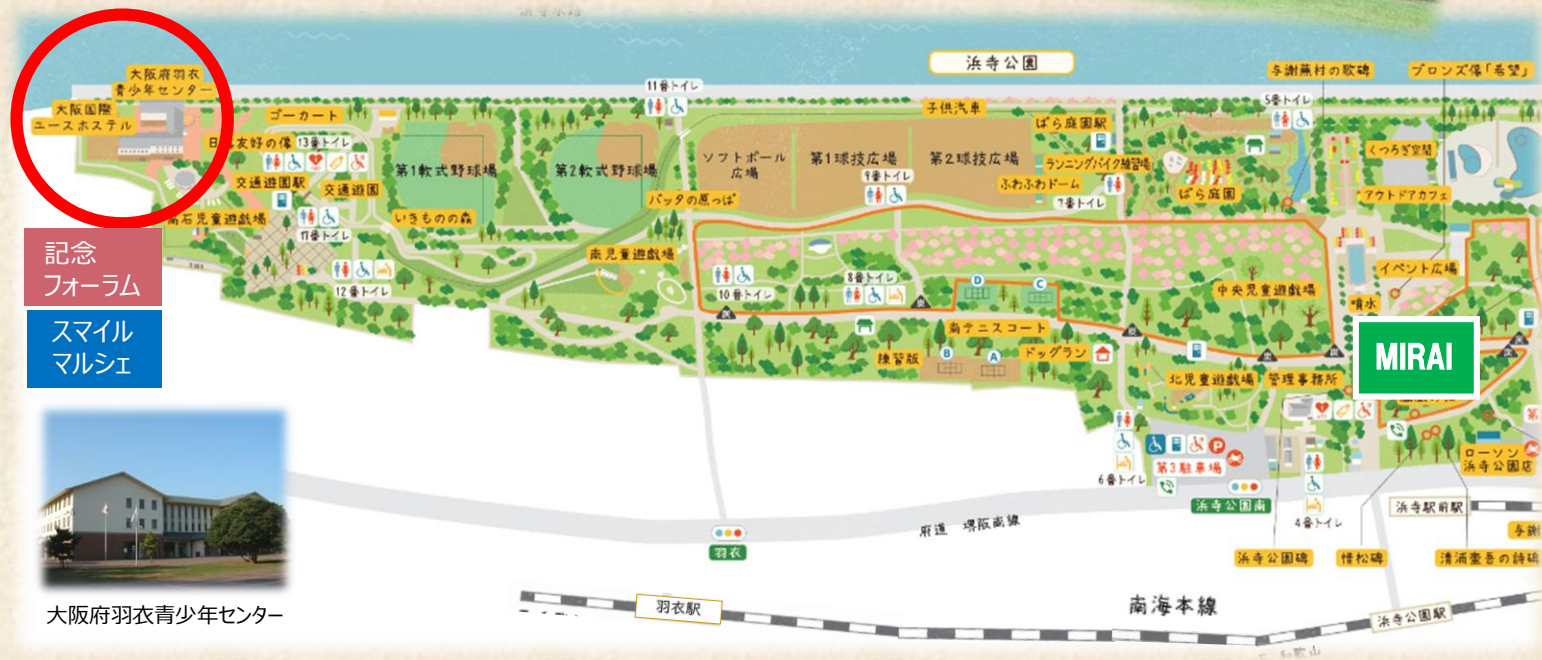 浜寺水路
浜寺公園
大阪府羽衣
青少年センター
大阪国際
ユースホステル
ゴーカート
13番トイレ
交通遊園駅
交通遊園
高石児童遊戯場
11番トイレ
12番トイレ
いきものの森
第1軟式野球場
第2軟式野球場
11番トイレ
バッタの原っぱ
南児童遊戯場
ソフトボール
広場
第1球技広場
9番トイレ
第2球技広場
子供汽車
ばら庭園駅
ランニングバイク練習場
ふわふわドーム
7番トイレ
ばら庭園
5番トイレ
与謝蕪村の歌碑
ブロンズ像「希望」
くつろぎ空間
アウトドアカフェ
イベント広場
噴水
中央児童遊戯場
10番トイレ
8番トイレ
D
C
南テニスコート
練習版
B
A
ドッグラン
炭
炭
炭
炭
北児童遊戯場
管理事務所
MIRAI
P
第3駐車場
6番トイレ
浜寺公園南
4番トイレ
ローソン
浜寺公園店
浜寺駅前駅
浜寺公園碑
惜松碑
清浦奎吾の詩碑
記念
フォーラム
スマイル
マルシェ
大阪府羽衣青少年センター
府道 堺阪南線
羽衣
羽衣駅
南海本線
浜寺公園駅
和歌山